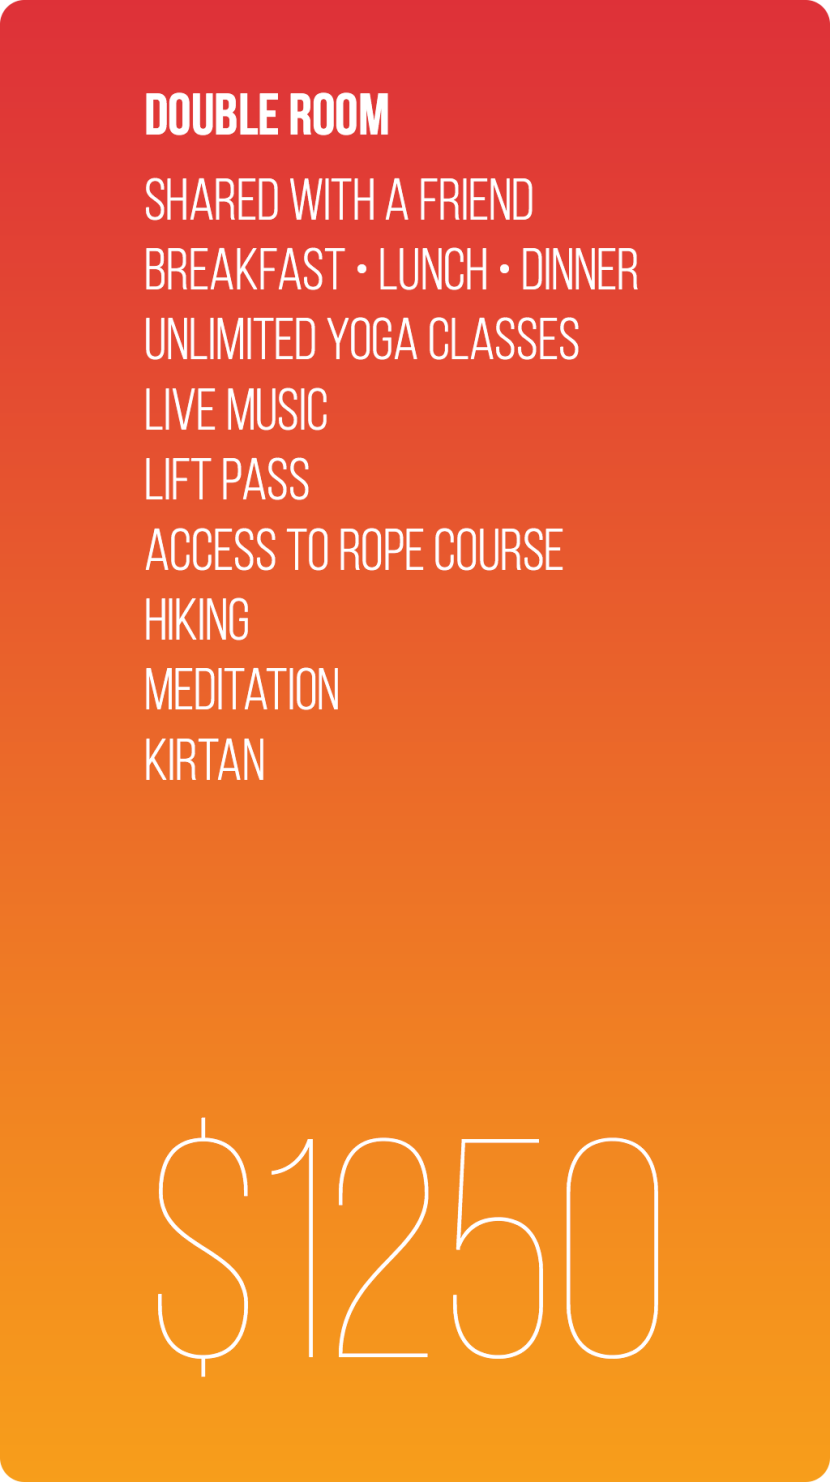 DOUBLE ROOM
SHARED WITH A FRIEND
BREAKFAST • LUNCH • DINNER
UNLIMITED YOGA CLASSES
LIVE MUSIC
LIFT PASS
ACCESS TO ROPE COURSE
HIKING
MEDITATION
KIRTAN
$1250